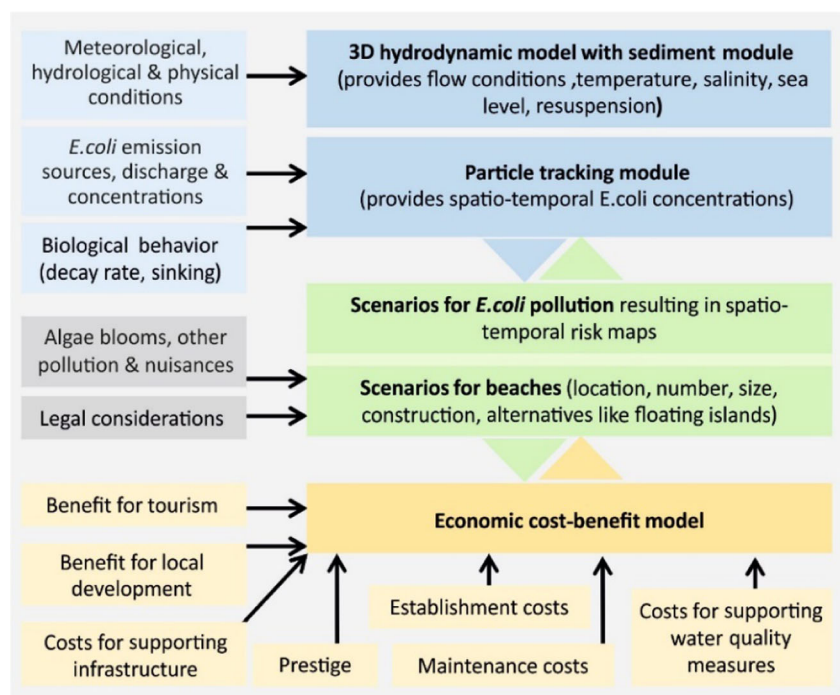 Meteorological,
hydrological & physical
conditions
3D hydrodynamic model with sediment module
(provides flow conditions ,temperature, salinity, sea
level, resuspension)
E.coli emission
sources, discharge &
concentrations
Particle tracking module
(provides spatio-temporal E.coli concentrations)
Biological behavior
(decay rate, sinking)
Scenarios for E.coli pollution resulting in spatio-
temporal risk maps
Algae blooms, other
pollution & nuisances
Scenarios for beaches (location, number, size,
construction, alternatives like floating islands)
Legal considerations
Benefit for tourism
Economic cost-benefit model
Benefit for local
development
Establishment costs
Costs for supporting
water quality
measures
Costs for supporting
infrastructure
Prestige
Maintenance costs